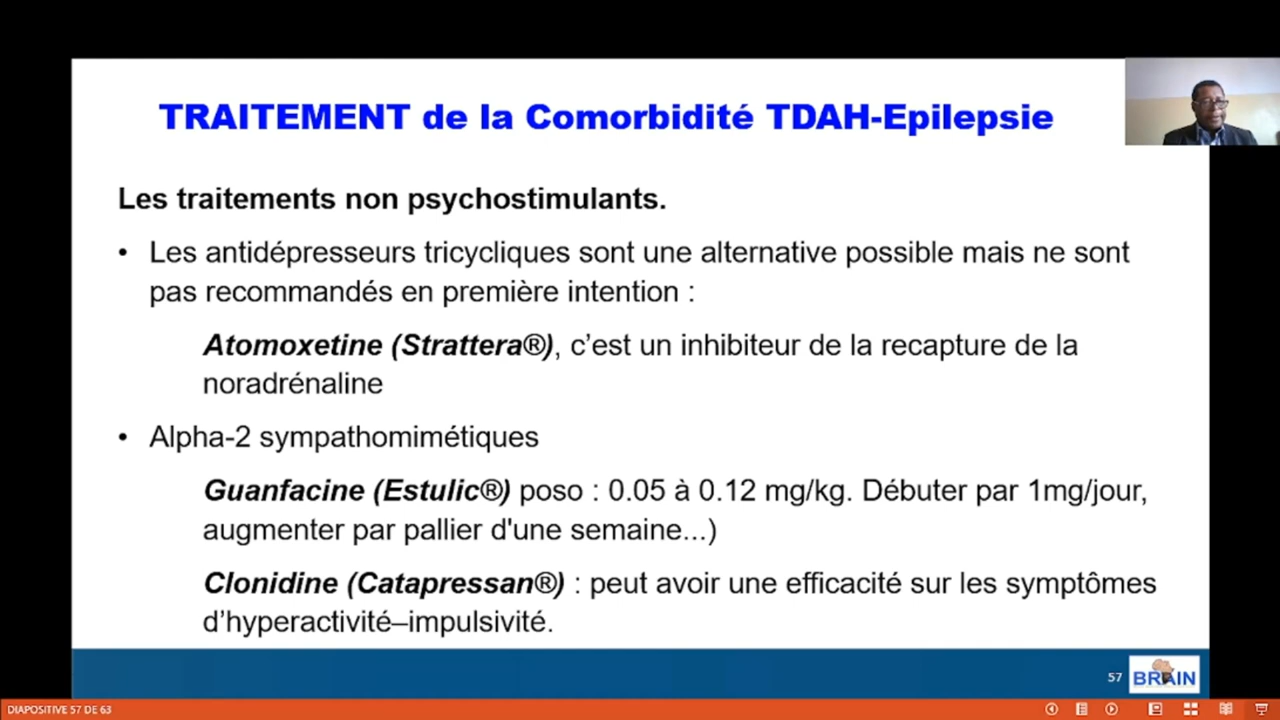 TRAITEMENT de la Comorbidité TDAH-Epilepsie
Les traitements non psychostimulants.
• Les antidépresseurs tricycliques sont une alternative possible mais ne sont
pas recommandés en première intention :
Atomoxetine (Strattera®), c’est un inhibiteur de la recapture de la
noradrénaline
• Alpha-2 sympathomimétiques
Guanfacine (Estulic®) poso : 0.05 à 0.12 mg/kg. Débuter par 1mg/jour,
augmenter par pallier d'une semaine...)
Clonidine (Catapressan®) : peut avoir une efficacité sur les symptômes
d’hyperactivité–impulsivité.
57
BRAIN
DIAPOSITIVE 57 DE 63